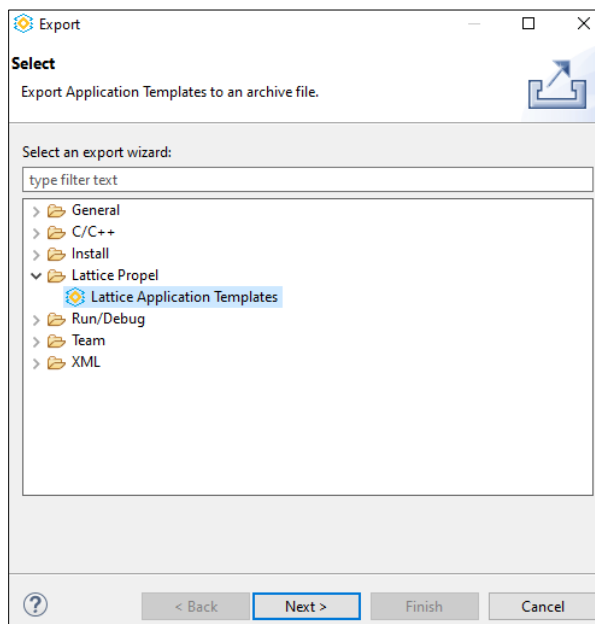 Export
Select
Export Application Templates to an archive file.
Select an export wizard:
type filter text
General
C/C++
Install
Lattice Propel
Lattice Application Templates
Run/Debug
Team
XML
?
< Back
Next >
Finish
Cancel